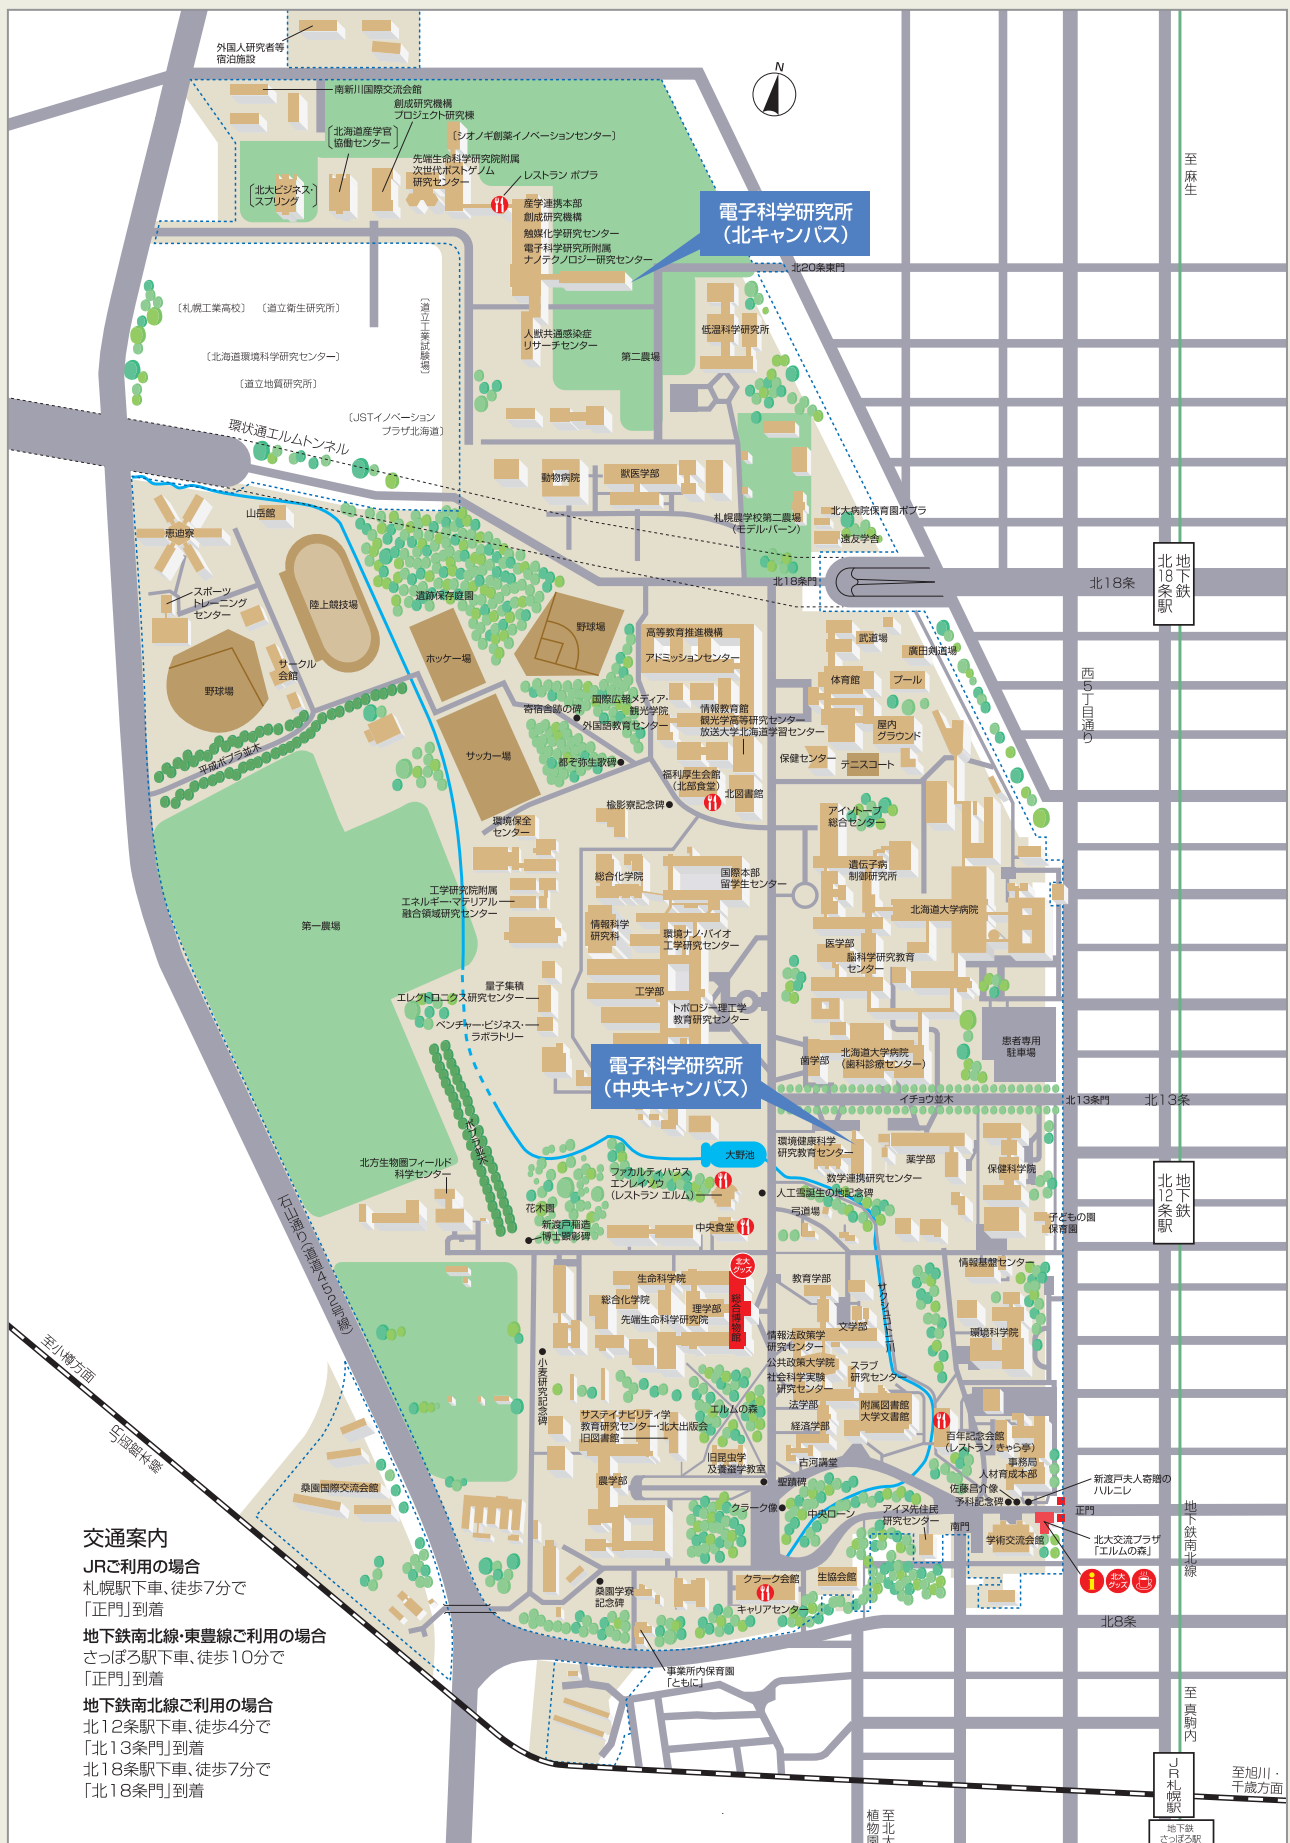 外国人研究者等
宿泊施設
N
南新川国際交流会館
創成研究機構
プロジェクト研究棟
〔北海道産学官
協働センター〕
〔シオノギ創薬イノベーションセンター〕
先端生命科学研究院附属
次世代ポストゲノム
研究センター
レストラン ポプラ
〔北大ビジネス・
スプリング〕
産学連携本部
創成研究機構
触媒化学研究センター
電子科学研究所附属
ナノテクノロジー研究センター
電子科学研究所
(北キャンパス)
至 麻生
北20条東門
〔札幌工業高校〕
〔道立衛生研究所〕
〔道立工業試験場〕
〔北海道環境科学研究センター〕
〔道立地質研究所〕
〔JSTイノベーション
プラザ北海道〕
人獣共通感染症
リサーチセンター
第二農場
低温科学研究所
環状通エルムトンネル
動物病院
獣医学部
札幌農学校第二農場
(モデル・バーン)
北大病院保育園ポプラ
遠友学舎
山岳館
恵迪寮
スポーツ
トレーニング
センター
陸上競技場
遺跡保存庭園
北18条門
北18条
地下鉄
北18条駅
野球場
ホッケー場
野球場
サークル
会館
高等教育推進機構
アドミッションセンター
武道場
廣田剣道場
体育館
プール
西5丁目通り
国際広報メディア・
観光学院
寄宿舎跡の碑
外国語教育センター
情報教育館
観光学高等研究センター
放送大学北海道学習センター
屋内
グラウンド
保健センター
テニスコート
サッカー場
都ぞ弥生歌碑
平成ポプラ並木
福利厚生会館
(北部食堂)
北図書館
楡影寮記念碑
環境保全
センター
アイソトープ
総合センター
遺伝子病
制御研究所
総合化学院
国際本部
留学生センター
工学研究院附属
エネルギー・マテリアル
融合領域研究センター
北海道大学病院
第一農場
情報科学
研究科
環境ナノ・バイオ
工学研究センター
医学部
脳科学研究教育
センター
量子集積
エレクトロニクス研究センター
工学部
トポロジー理工学
教育研究センター
ベンチャー・ビジネス・
ラボラトリー
患者専用
駐車場
電子科学研究所
(中央キャンパス)
歯学部
北海道大学病院
(歯科診療センター)
イチョウ並木
北13条門
北13条
ポプラ並木
大野池
環境健康科学
研究教育センター
薬学部
保健科学院
地下鉄
北12条駅
北方生物圏フィールド
科学センター
ファカルティハウス
エンレイソウ
(レストラン エルム)
数学連携研究センター
人工雪誕生の地記念碑
花木園
弓道場
新渡戸稲造
博士顕彰碑
中央食堂
子どもの園
保育園
石山通り(道道452号線)
北大
グッズ
情報基盤センター
生命科学院
教育学部
総合化学院
理学部
先端生命科学研究院
総合博物館
文学部
サクシュコトニ川
環境科学院
情報法政策学
研究センター
公共政策大学院
社会科学実験
研究センター
スラブ
研究センター
小麦研究記念碑
至小樽方面
JR函館本線
エルムの森
法学部
附属図書館
大学文書館
サステイナビリティ学
教育研究センター・北大出版会
旧図書館
経済学部
百年記念会館
(レストラン きゃら亭)
旧昆虫学
及養蚕学教室
古河講堂
事務局
人材育成本部
桑園国際交流会館
農学部
聖蹟碑
佐藤昌介像
予科記念碑
新渡戸夫人寄贈の
ハルニレ
クラーク像
中央ローン
アイヌ先住民
研究センター
南門
正門
学術交流会館
北大交流プラザ
「エルムの森」
地下鉄南北線
交通案内
JRご利用の場合
札幌駅下車、徒歩7分で
「正門」到着
地下鉄南北線・東豊線ご利用の場合
さっぽろ駅下車、徒歩10分で
「正門」到着
地下鉄南北線ご利用の場合
北12条駅下車、徒歩4分で
「北13条門」到着
北18条駅下車、徒歩7分で
「北18条門」到着
桑園学寮
記念碑
クラーク会館
キャリアセンター
生協会館
i
北大
グッズ
北8条
事業所内保育園
「ともに」
至 真駒内
JR札幌駅
至旭川・
千歳方面
地下鉄
さっぽろ駅
至北大
植物園